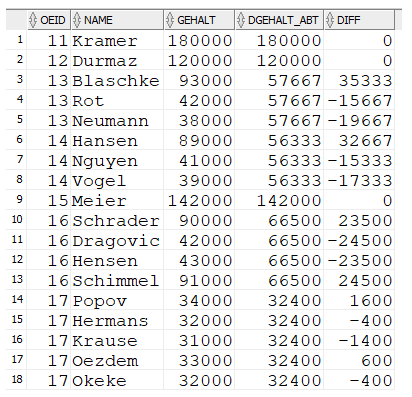 OEID NAME GEHALT DGEHALT_ABT DIFF
1 11 Kramer 180000 180000 0
2 12 Durmaz 120000 120000 0
3 13 Blaschke 93000 57667 35333
4 13 Rot 42000 57667 -15667
5 13 Neumann 38000 57667 -19667
6 14 Hansen 89000 56333 32667
7 14 Nguyen 41000 56333 -15333
8 14 Vogel 39000 56333 -17333
9 15 Meier 142000 142000 0
10 16 Schrader 90000 66500 23500
11 16 Dragovic 42000 66500 -24500
12 16 Hensen 43000 66500 -23500
13 16 Schimmel 91000 66500 24500
14 17 Popov 34000 32400 1600
15 17 Hermans 32000 32400 -400
16 17 Krause 31000 32400 -1400
17 17 Oezdem 33000 32400 600
18 17 Okeke 32000 32400 -400